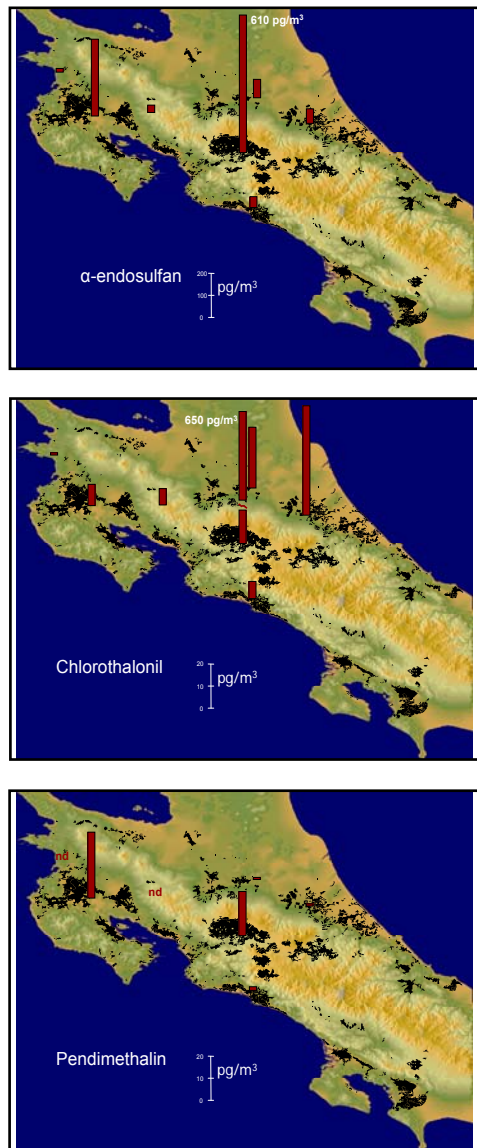 610 pg/m³
α-endosulfan
200
100
0
pg/m³
650 pg/m³
Chlorothalonil
20
10
0
pg/m³
nd
nd
Pendimethalin
20
10
0
pg/m³